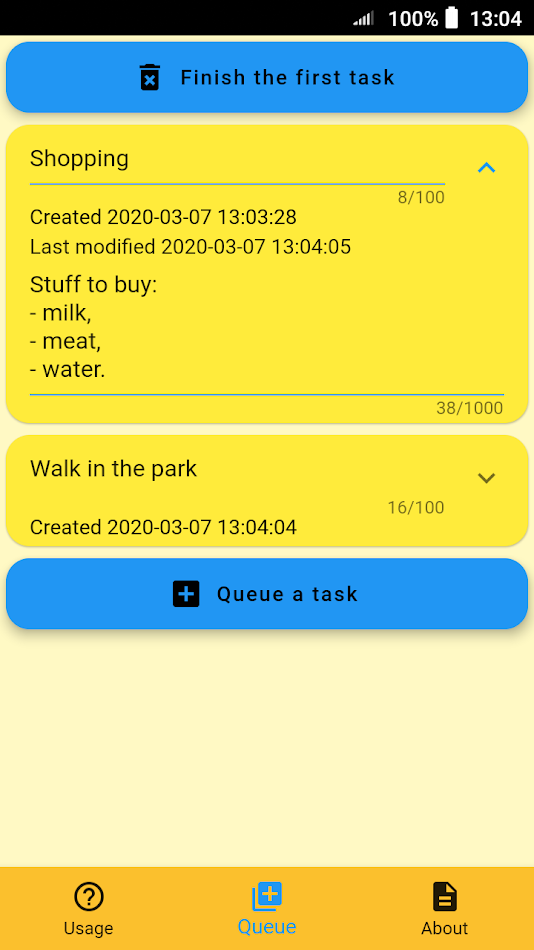 100% 13:04
Finish the first task
Shopping
8/100
Created 2020-03-07 13:03:28
Last modified 2020-03-07 13:04:05
Stuff to buy:
- milk,
- meat,
- water.
38/1000
Walk in the park
16/100
Created 2020-03-07 13:04:04
Queue a task
Usage Queue About